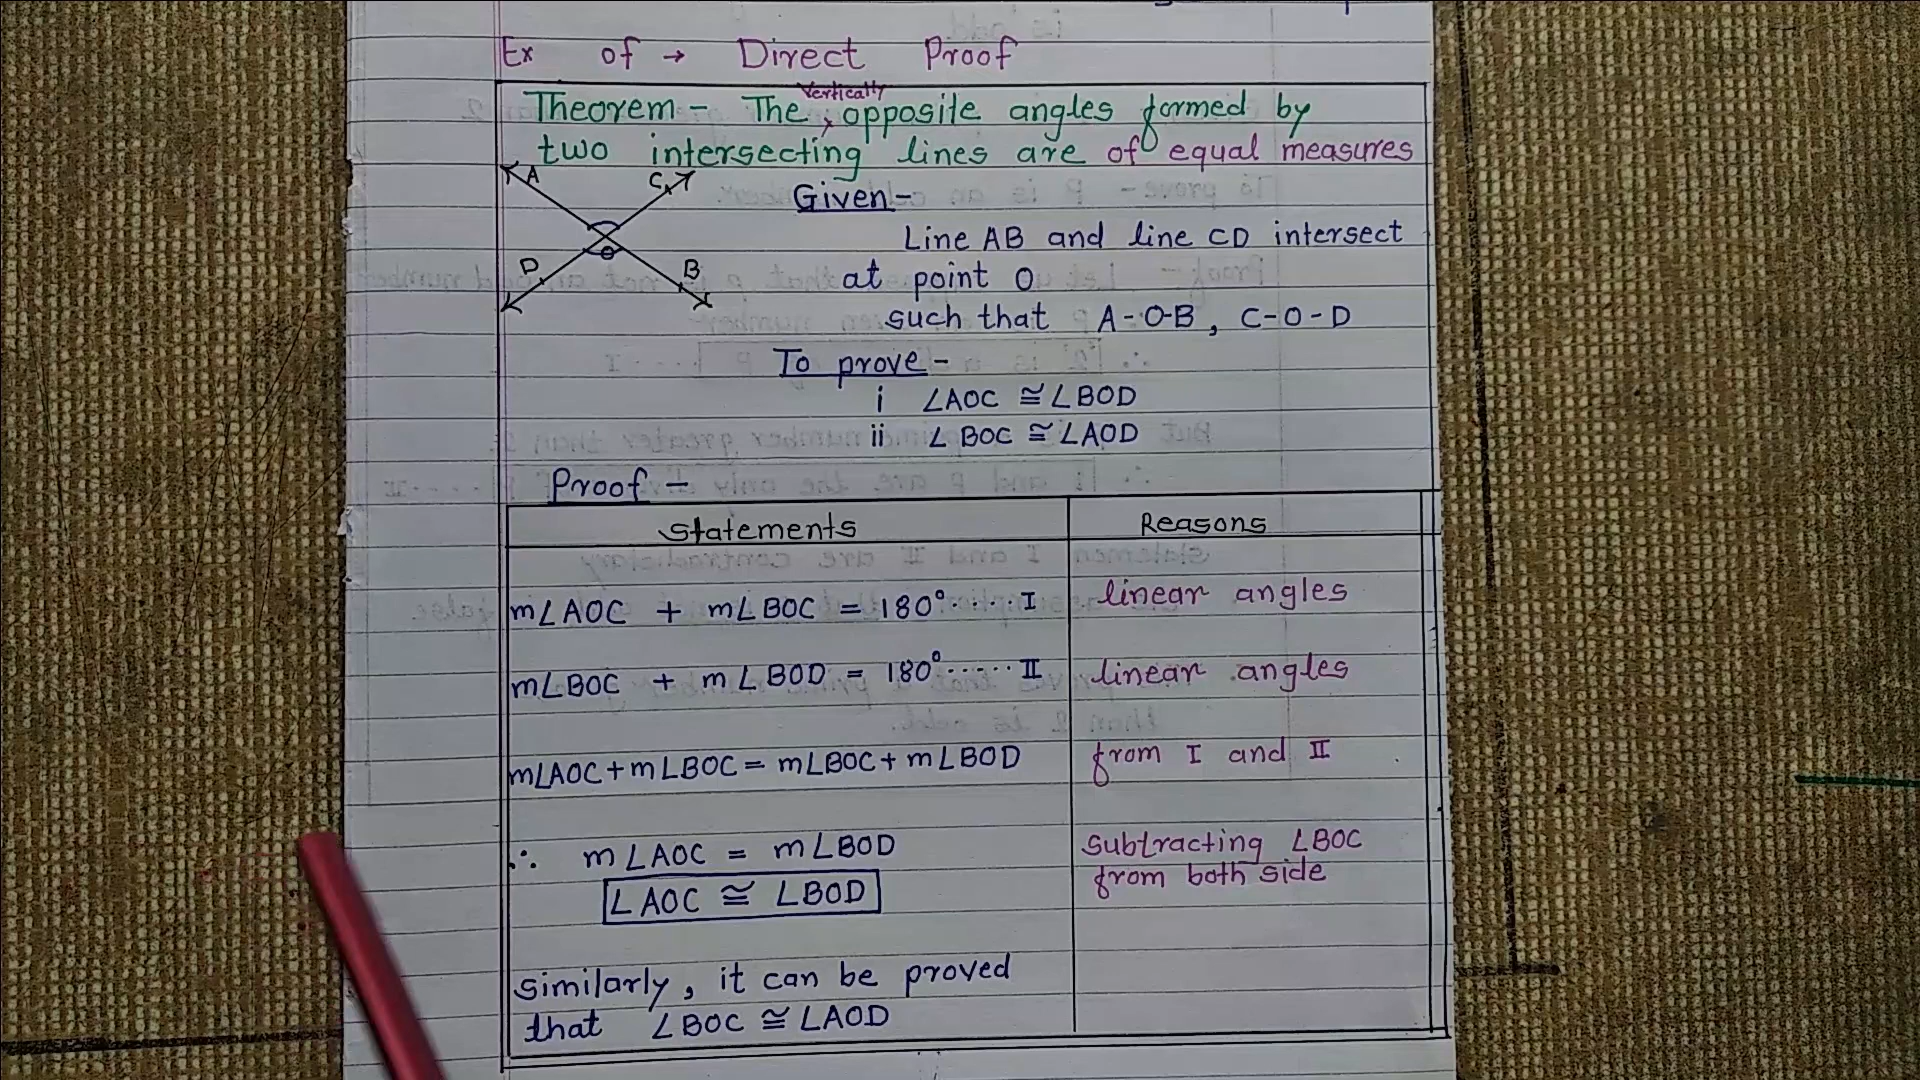 Ex of → Direct Proof
Vertically
Theorem - The ‸ opposite angles formed by
two intersecting lines are of equal measures
A C
D B
O
Given -
Line AB and line CD intersect
at point O
such that A-O-B, C-O-D
To prove -
i ∠AOC ≅ ∠BOD
ii ∠BOC ≅ ∠AOD
Proof -
statements Reasons
m∠AOC + m∠BOC = 180°..... I linear angles
m∠BOC + m∠BOD = 180°...... II linear angles
m∠AOC + m∠BOC = m∠BOC + m∠BOD from I and II
∴ m∠AOC = m∠BOD Subtracting ∠BOC
∠AOC ≅ ∠BOD from both side
similarly, it can be proved
that ∠BOC ≅ ∠AOD